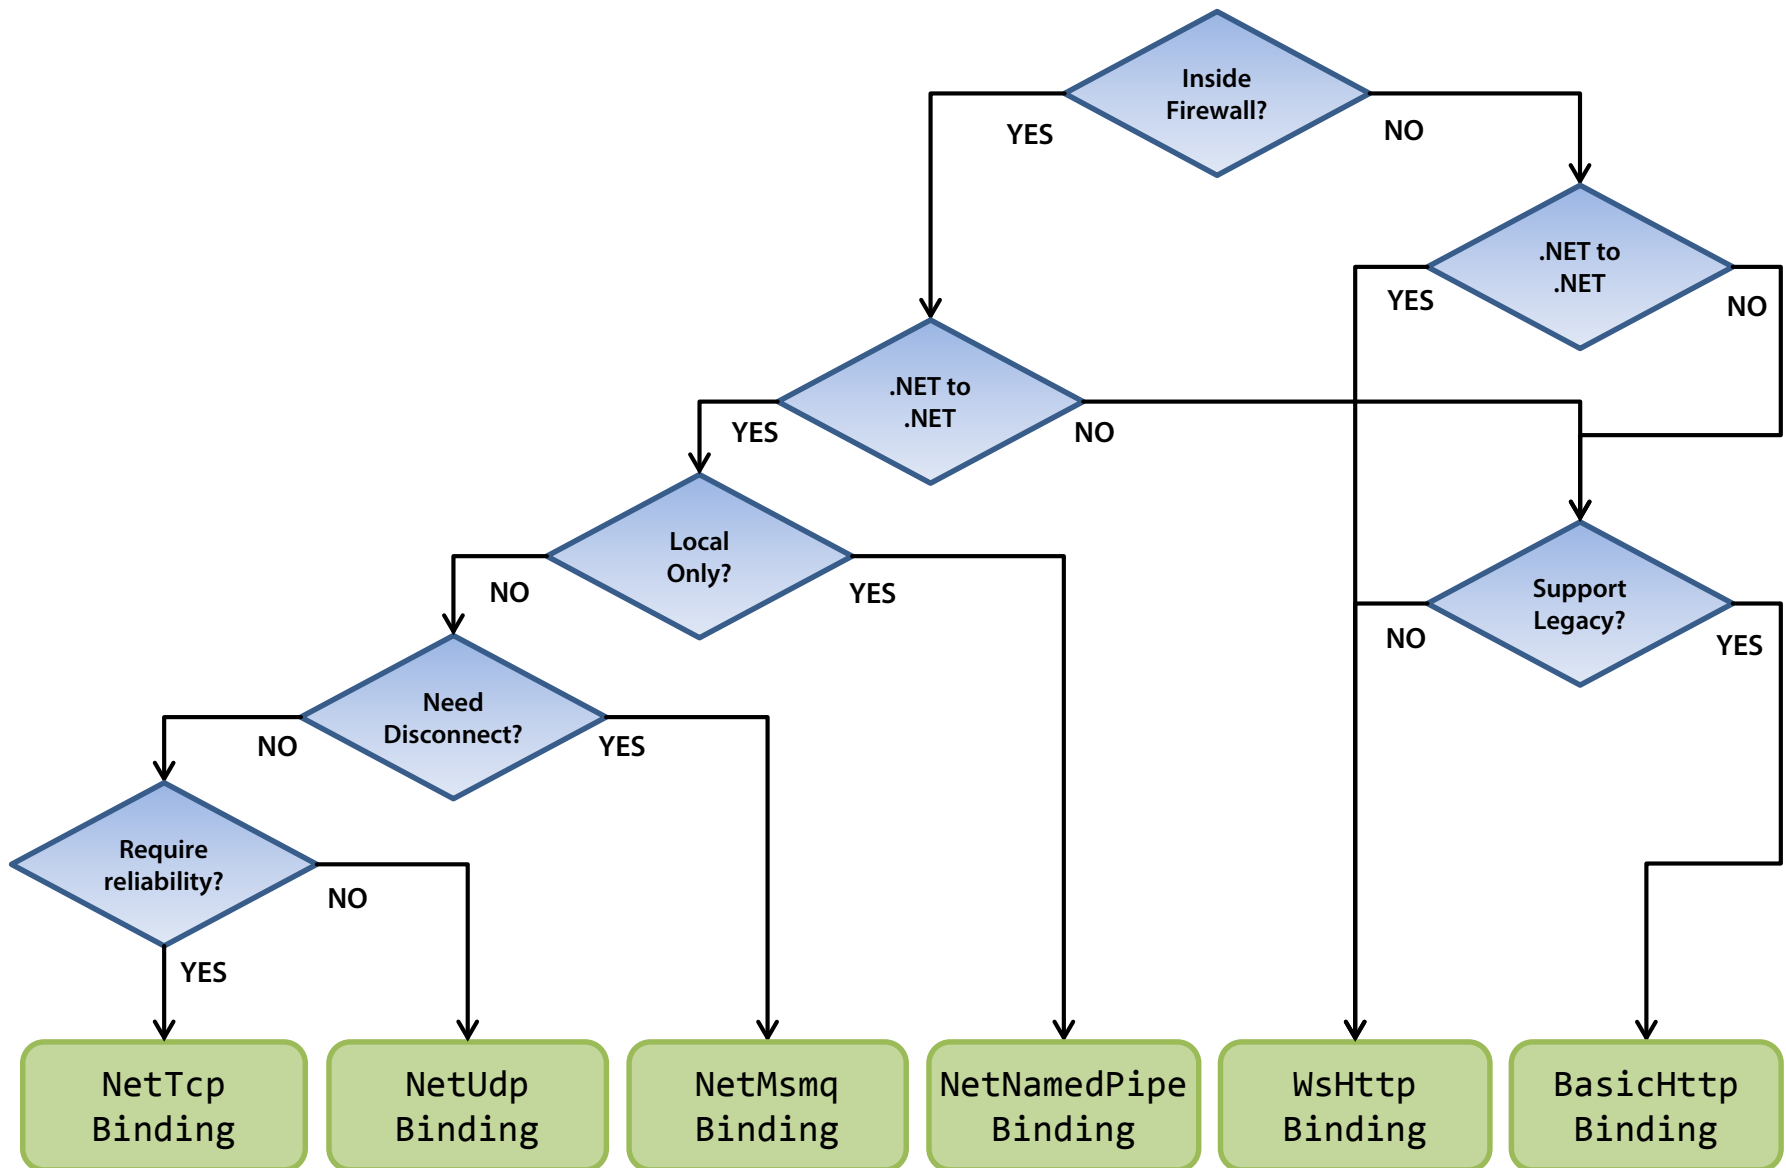 Inside
Firewall?
YES
NO
.NET to
.NET
YES
NO
.NET to
.NET
YES
NO
Local
Only?
NO
YES
Support
Legacy?
NO
YES
Need
Disconnect?
NO
YES
Require
reliability?
NO
YES
NetTcp
Binding
NetUdp
Binding
NetMsmq
Binding
NetNamedPipe
Binding
WsHttp
Binding
BasicHttp
Binding